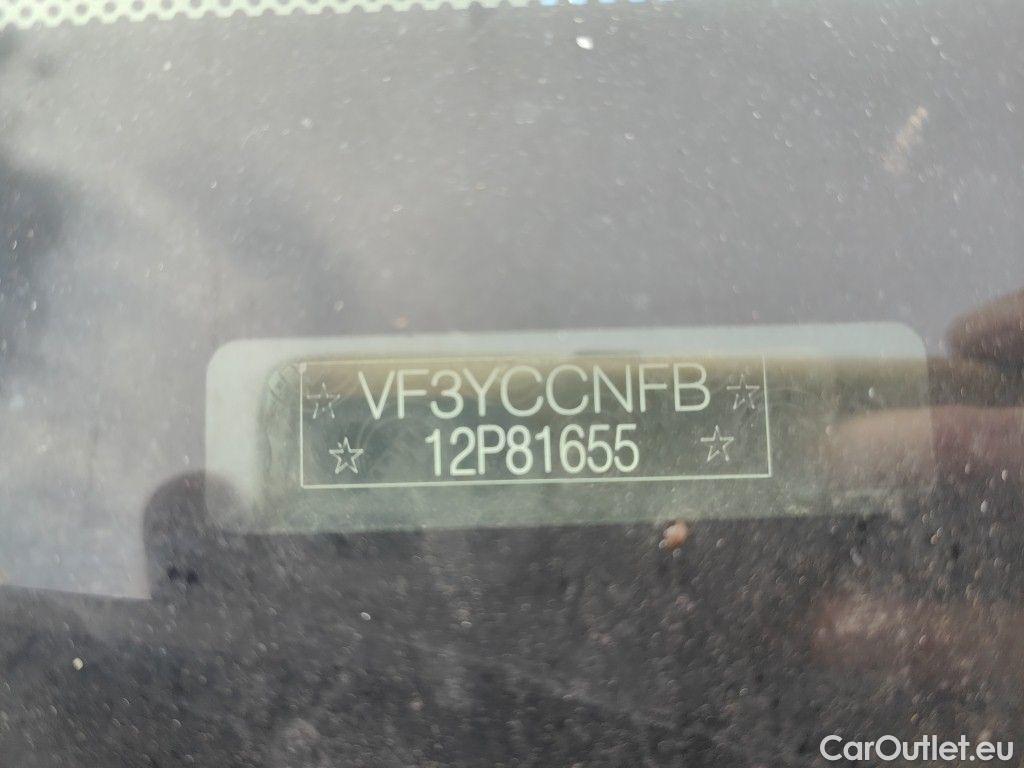 ☆ VF3YCCNFB ☆
☆ 12P81655 ☆
CarOutlet.eu